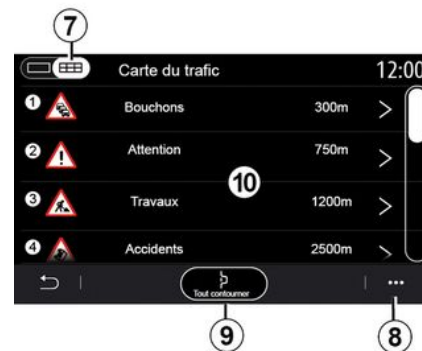 7
Carte du trafic 12:00
1 Bouchons 300m
2 Attention 750m
3 Travaux 1200m
4 Accidents 2500m
10
Tout contourner
9 8